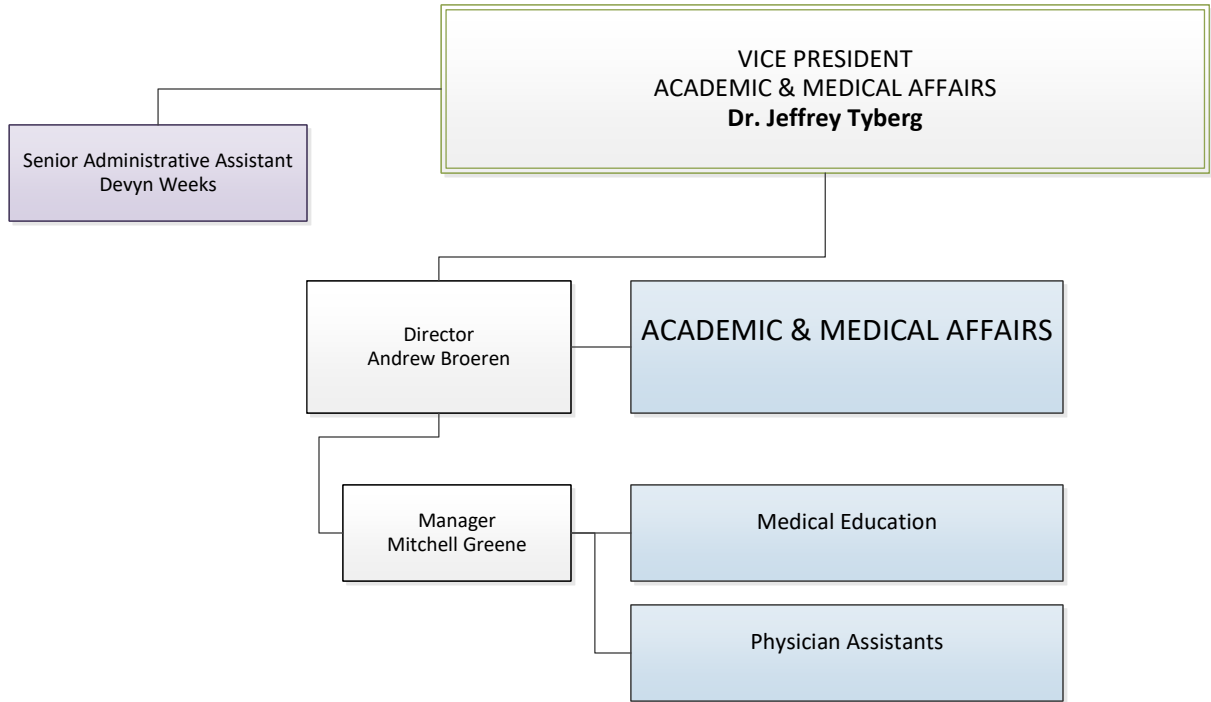 VICE PRESIDENT
ACADEMIC & MEDICAL AFFAIRS
Dr. Jeffrey Tyberg
Senior Administrative Assistant
Devyn Weeks
Director
Andrew Broeren
ACADEMIC & MEDICAL AFFAIRS
Manager
Mitchell Greene
Medical Education
Physician Assistants